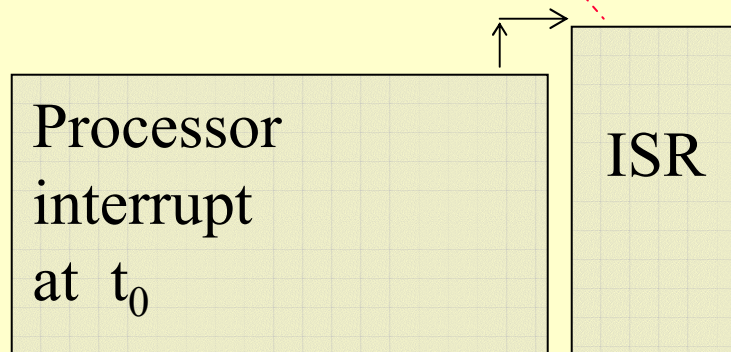 Processor
interrupt
at t₀
ISR